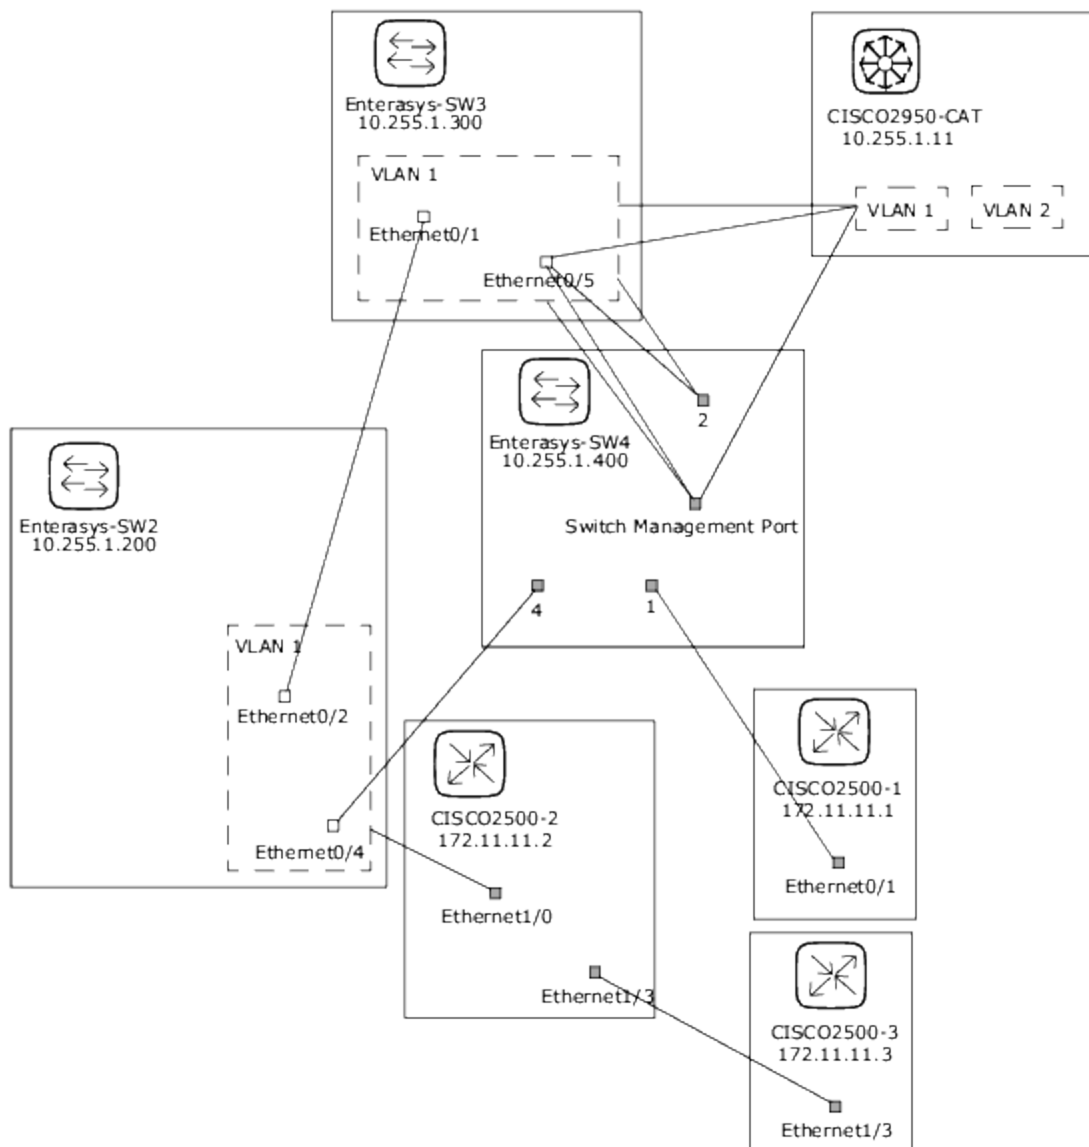 Enterasys-SW3
10.255.1.300
VLAN 1
Ethernet0/1
Ethernet0/5
CISCO2950-CAT
10.255.1.11
VLAN 1
VLAN 2
Enterasys-SW4
10.255.1.400
2
Switch Management Port
4
1
Enterasys-SW2
10.255.1.200
VLAN 1
Ethernet0/2
Ethernet0/4
CISCO2500-2
172.11.11.2
Ethernet1/0
Ethernet1/3
CISCO2500-1
172.11.11.1
Ethernet0/1
CISCO2500-3
172.11.11.3
Ethernet1/3